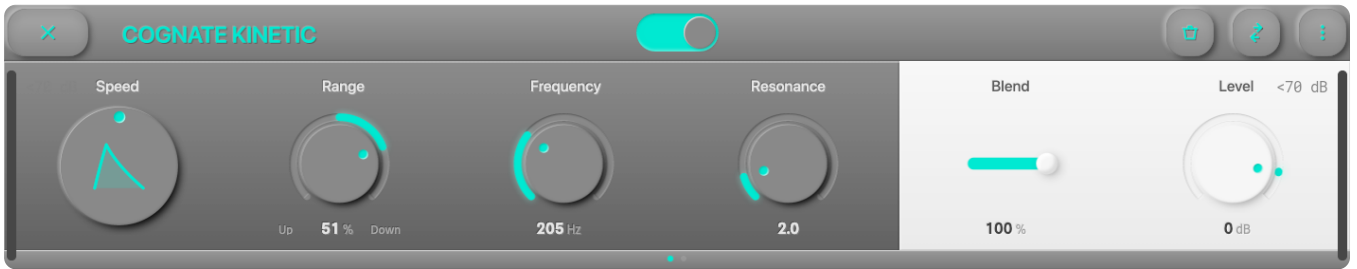 COGNATE KINETIC
Speed Range Frequency Resonance Blend Level <70 dB
Up 51 % Down 205 Hz 2.0 100 % 0 dB